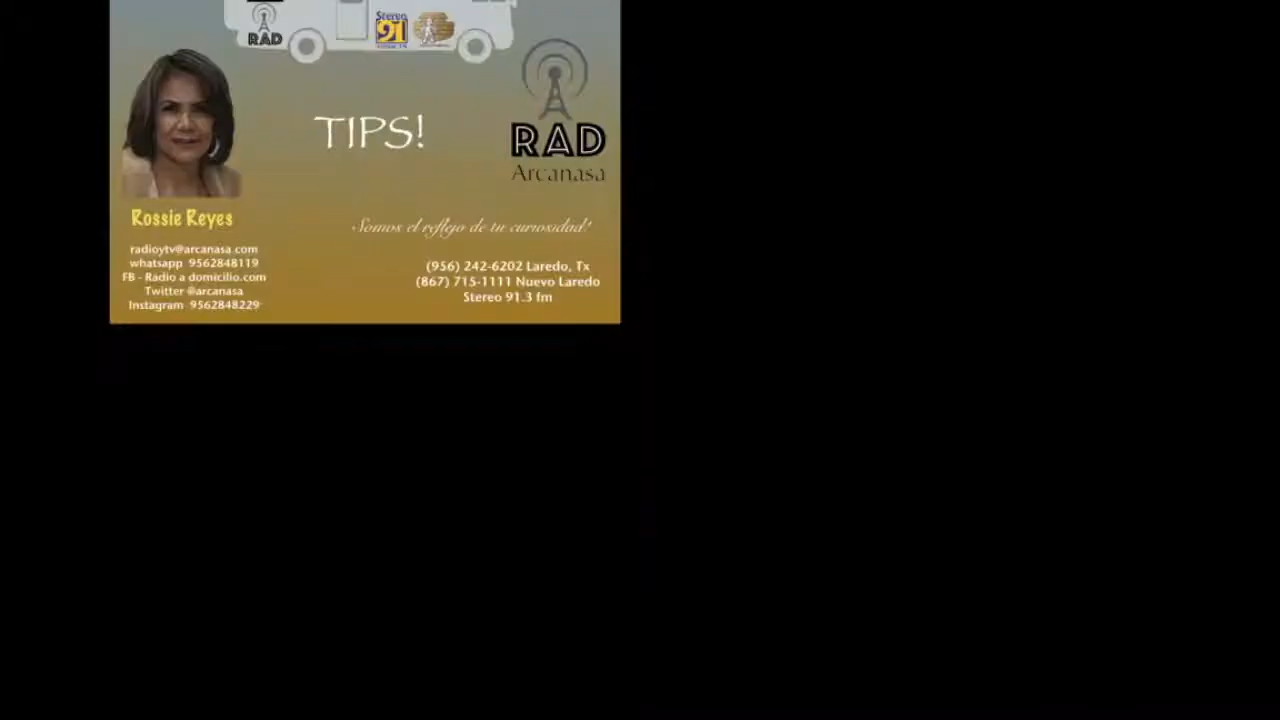 RAD
Stereo
91
TIPS!
RAD
Arcanasa
Rossie Reyes
Somos el reflejo de tu curiosidad!
radioytv@arcanasa.com
whatsapp 9562848119
FB - Radio a domicilio.com
Twitter @arcanasa
Instagram 9562848229
(956) 242-6202 Laredo, Tx
(867) 715-1111 Nuevo Laredo
Stereo 91.3 fm